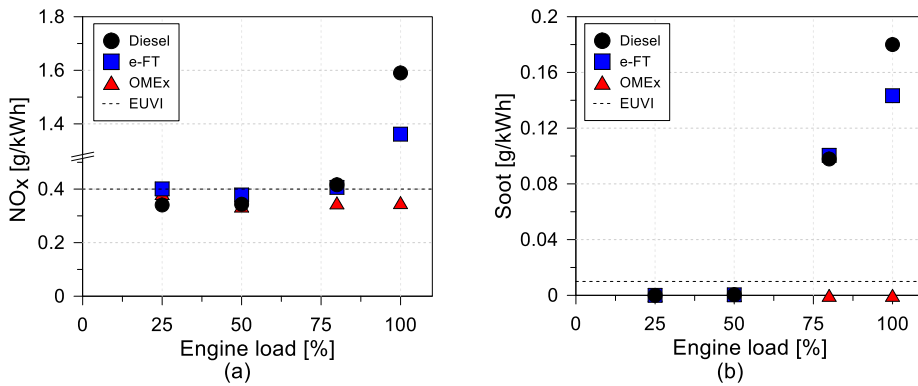 1.8
1.6
1.4
0.4
0.2
0
NOx [g/kWh]
Diesel
e-FT
OMEx
EUVI
0 25 50 75 100
Engine load [%]
(a)
0.2
0.16
0.12
0.08
0.04
0
Soot [g/kWh]
Diesel
e-FT
OMEx
EUVI
0 25 50 75 100
Engine load [%]
(b)